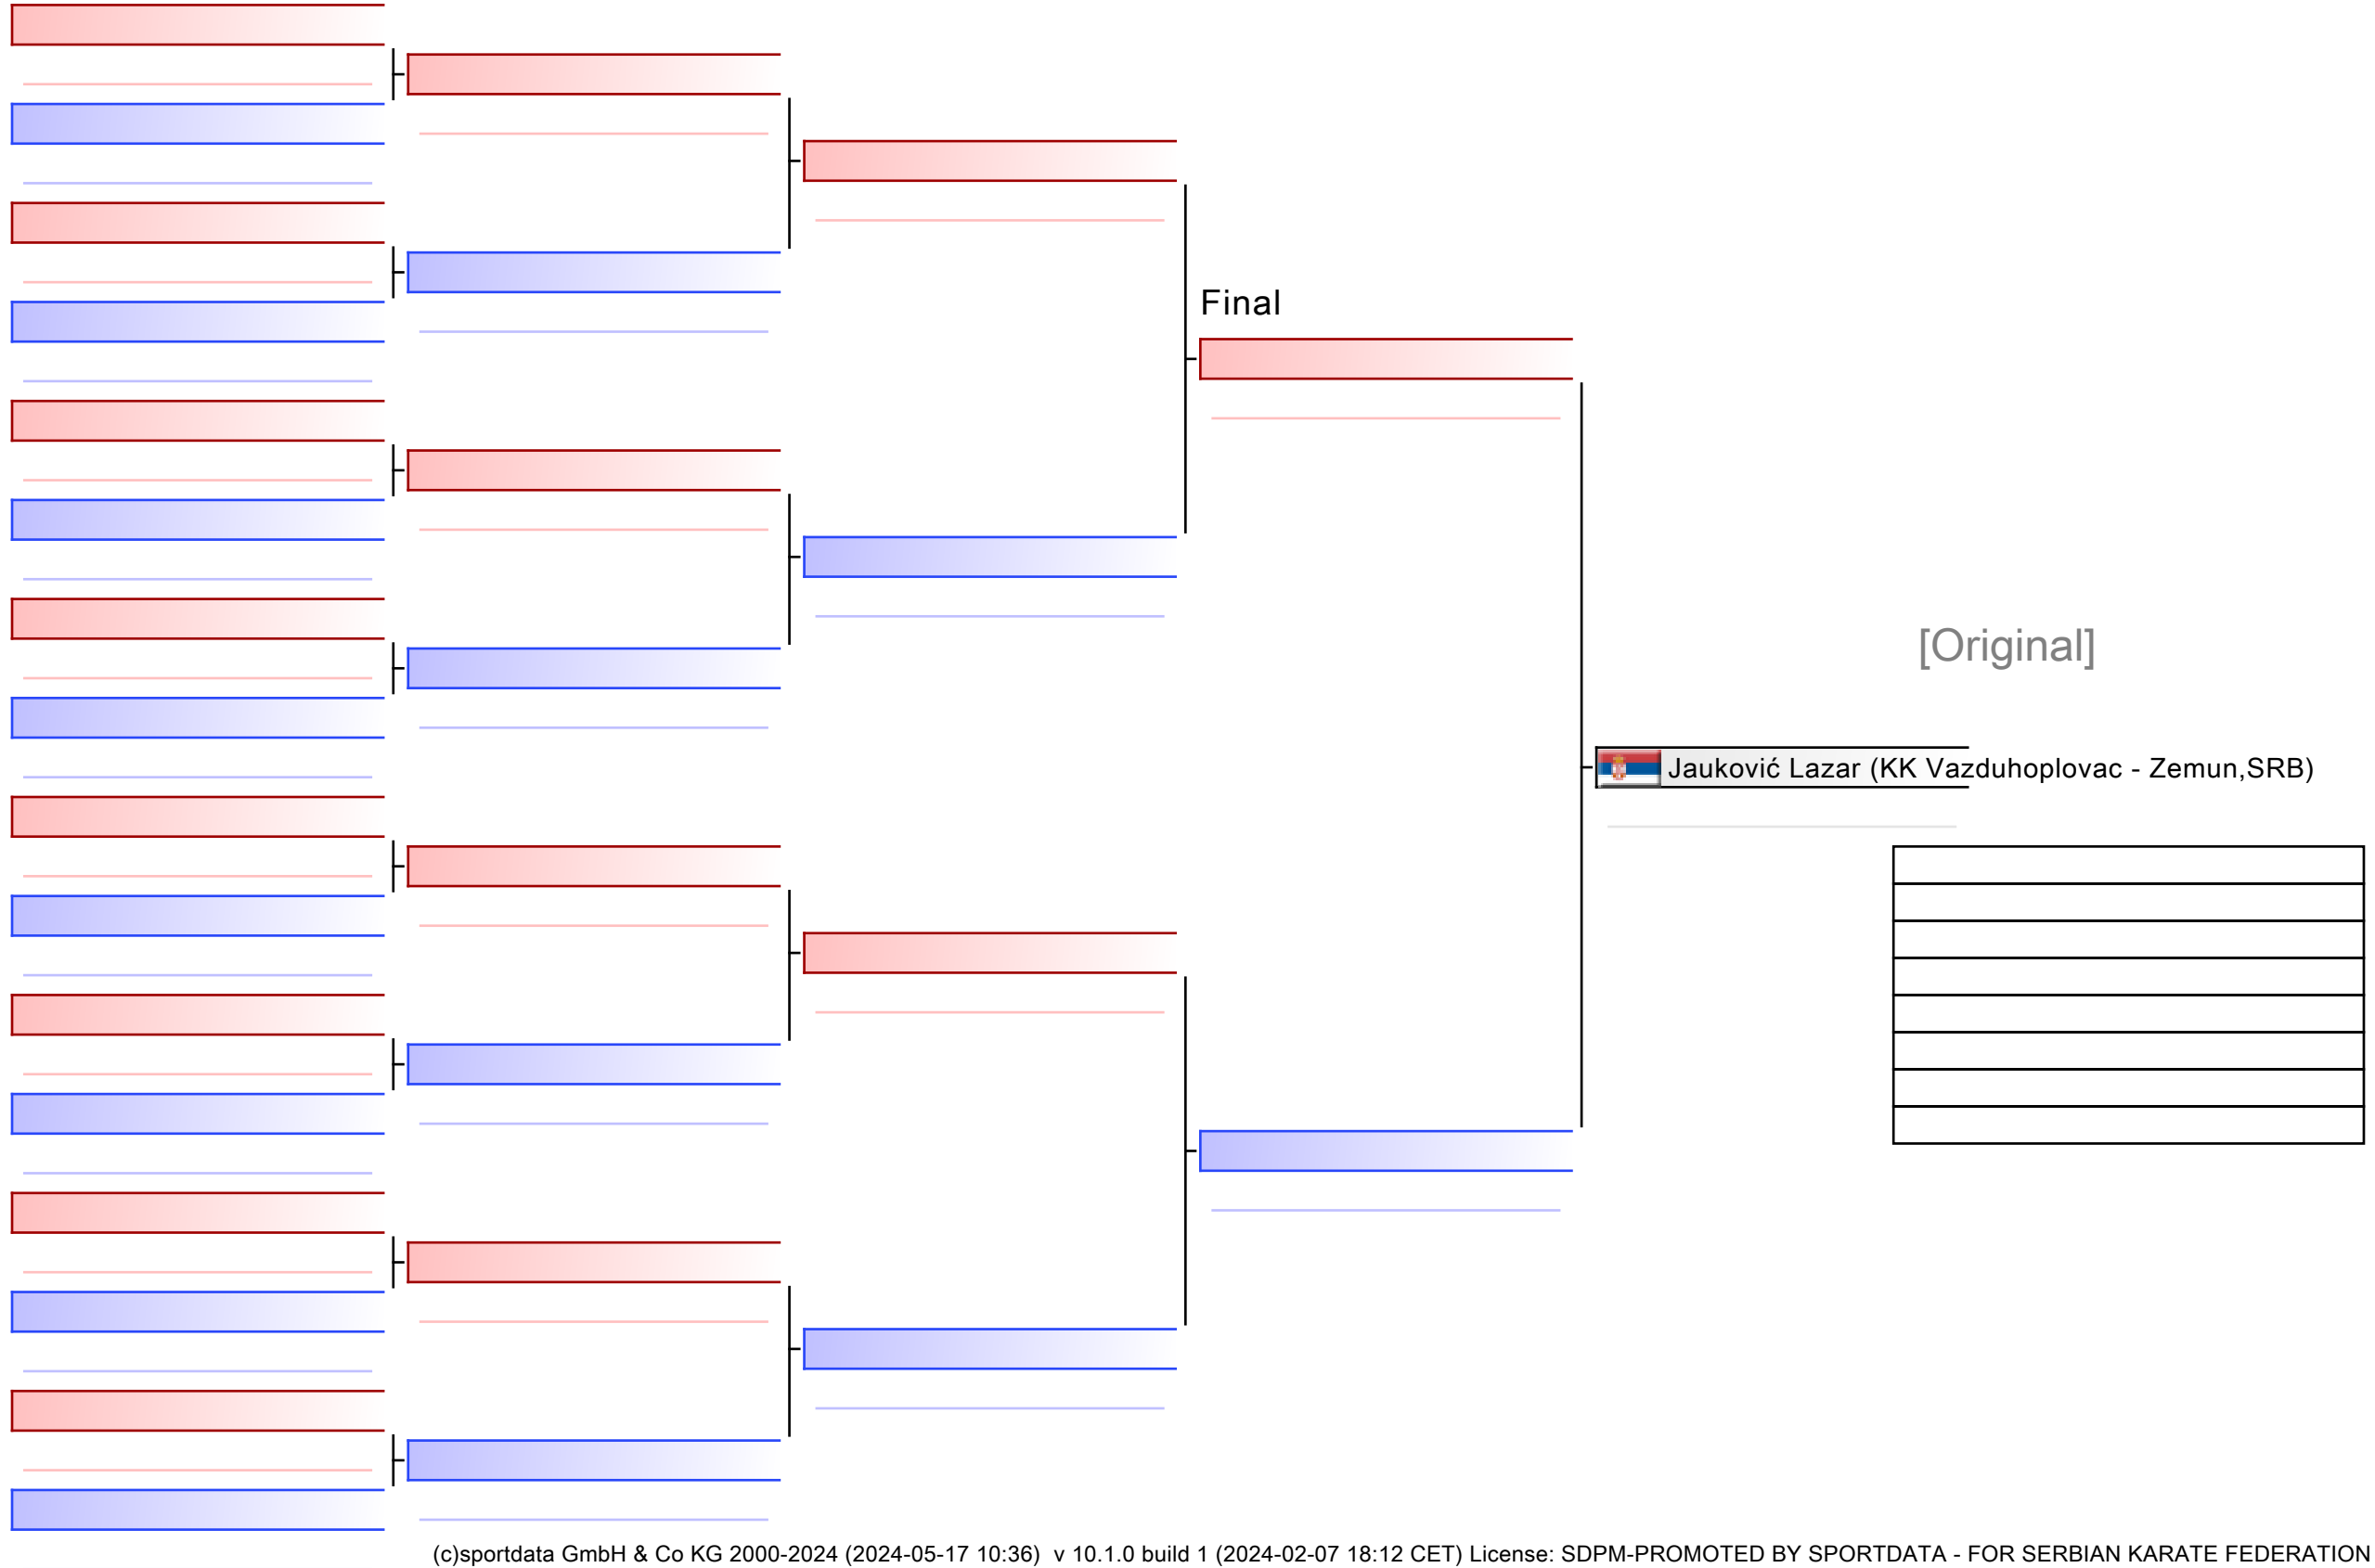 Final
[Original]
Jauković Lazar (KK Vazduhoplovac - Zemun,SRB)
(c)sportdata GmbH & Co KG 2000-2024 (2024-05-17 10:36)  v 10.1.0 build 1 (2024-02-07 18:12 CET) License: SDPM-PROMOTED BY SPORTDATA - FOR SERBIAN KARATE FEDERATION